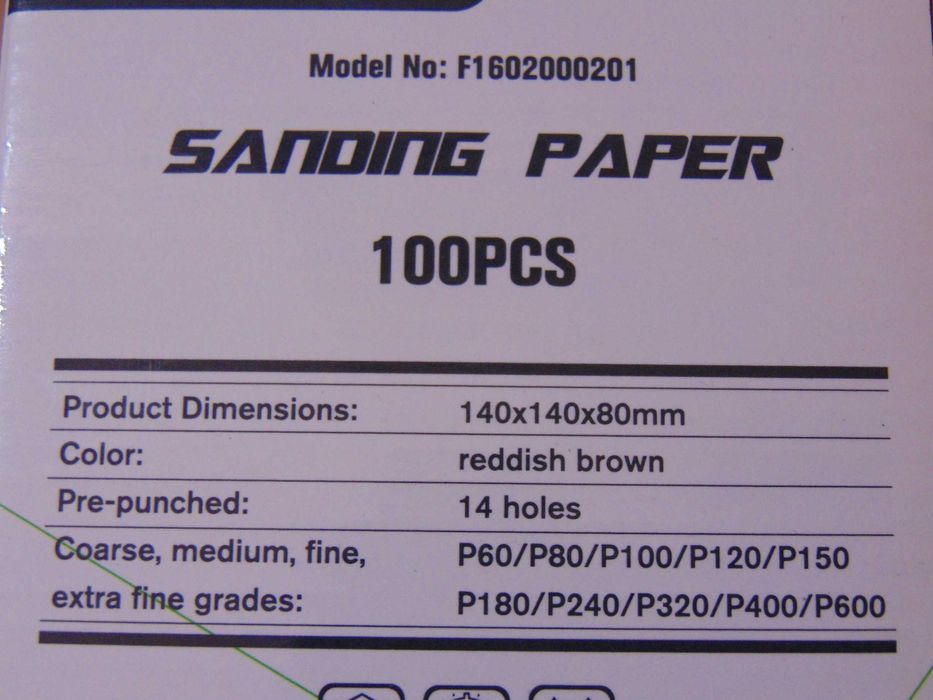 Model No: F1602000201
SANDING PAPER
100PCS
Product Dimensions: 140x140x80mm
Color: reddish brown
Pre-punched: 14 holes
Coarse, medium, fine, P60/P80/P100/P120/P150
extra fine grades: P180/P240/P320/P400/P600